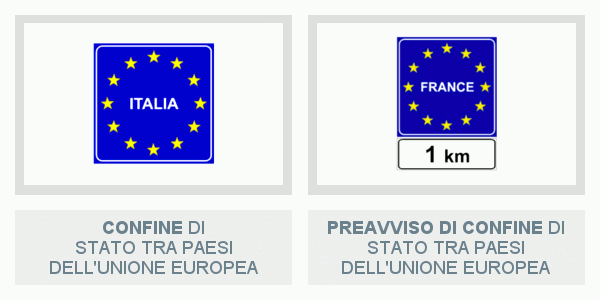 ITALIA
FRANCE
1 km
CONFINE DI
STATO TRA PAESI
DELL'UNIONE EUROPEA
PREAVVISO DI CONFINE DI
STATO TRA PAESI
DELL'UNIONE EUROPEA